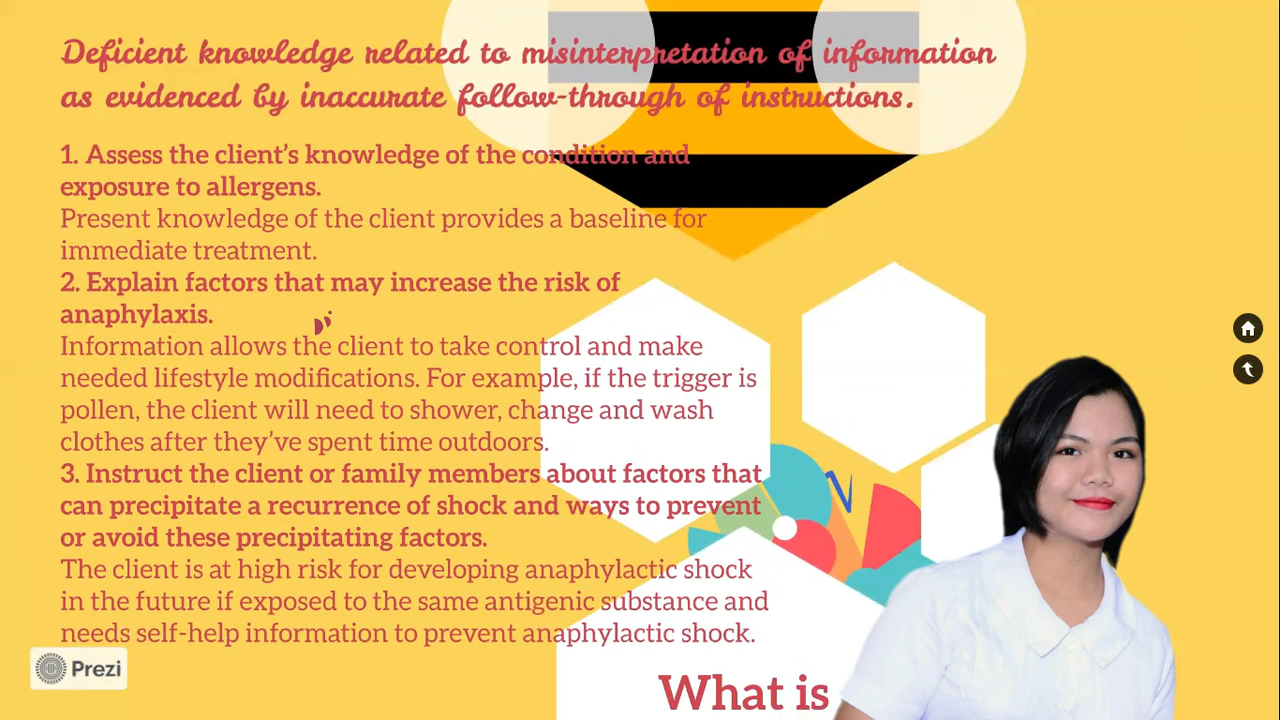 Deficient knowledge related to misinterpretation of information
as evidenced by inaccurate follow-through of instructions.
1. Assess the client's knowledge of the condition and
exposure to allergens.
Present knowledge of the client provides a baseline for
immediate treatment.
2. Explain factors that may increase the risk of
anaphylaxis.
Information allows the client to take control and make
needed lifestyle modifications. For example, if the trigger is
pollen, the client will need to shower, change and wash
clothes after they've spent time outdoors.
3. Instruct the client or family members about factors that
can precipitate a recurrence of shock and ways to prevent
or avoid these precipitating factors.
The client is at high risk for developing anaphylactic shock
in the future if exposed to the same antigenic substance and
needs self-help information to prevent anaphylactic shock.
Prezi
What is